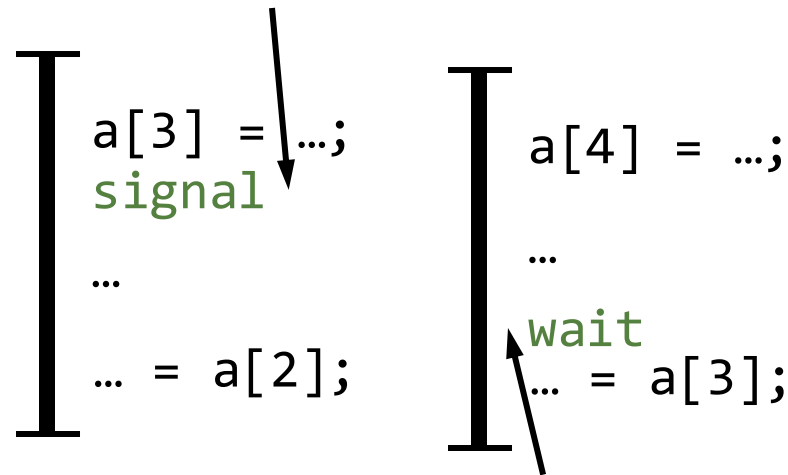 a[3] = …;
signal
…
… = a[2];
a[4] = …;
…
wait
… = a[3];